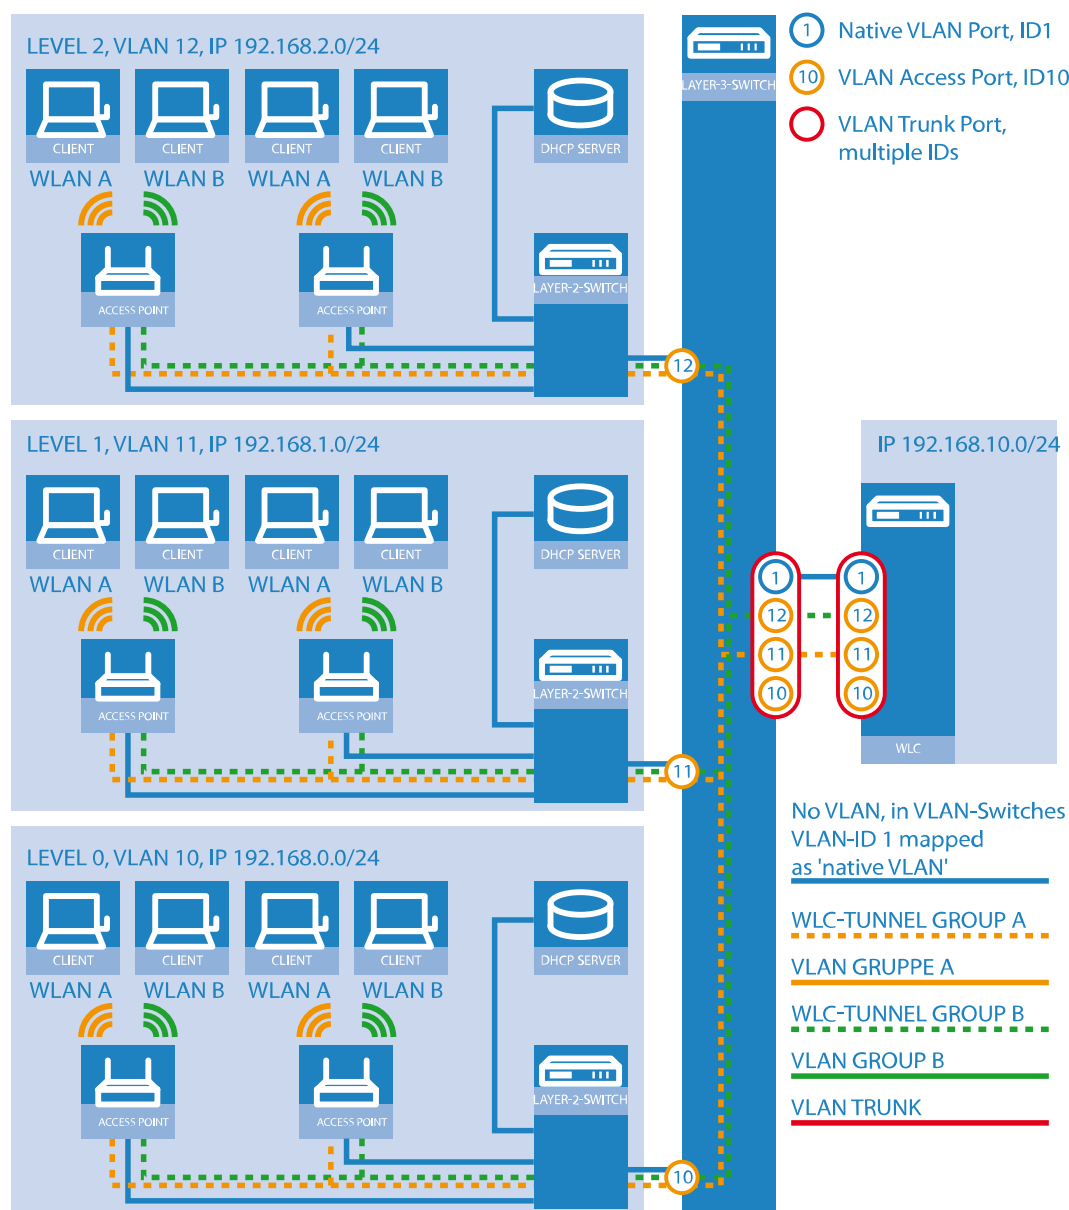 LEVEL 2, VLAN 12, IP 192.168.2.0/24
CLIENT CLIENT CLIENT CLIENT DHCP SERVER
WLAN A WLAN B WLAN A WLAN B
ACCESS POINT ACCESS POINT LAYER-2-SWITCH
12
LEVEL 1, VLAN 11, IP 192.168.1.0/24
CLIENT CLIENT CLIENT CLIENT DHCP SERVER
WLAN A WLAN B WLAN A WLAN B
ACCESS POINT ACCESS POINT LAYER-2-SWITCH
11
LEVEL 0, VLAN 10, IP 192.168.0.0/24
CLIENT CLIENT CLIENT CLIENT DHCP SERVER
WLAN A WLAN B WLAN A WLAN B
ACCESS POINT ACCESS POINT LAYER-2-SWITCH
10
LAYER-3-SWITCH
1 Native VLAN Port, ID1
10 VLAN Access Port, ID10
VLAN Trunk Port,
multiple IDs
IP 192.168.10.0/24
1 1
12 12
11 11
10 10
WLC
No VLAN, in VLAN-Switches
VLAN-ID 1 mapped
as 'native VLAN'
WLC-TUNNEL GROUP A
VLAN GRUPPE A
WLC-TUNNEL GROUP B
VLAN GROUP B
VLAN TRUNK